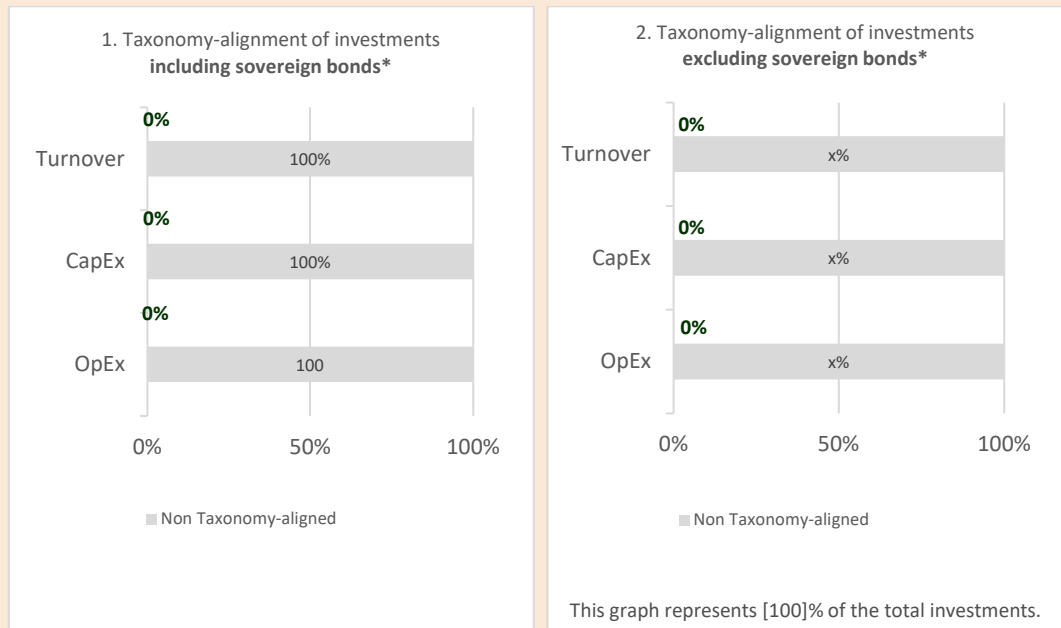 1. Taxonomy-alignment of investments
including sovereign bonds*
0%
Turnover
100%
0%
CapEx
100%
0%
OpEx
100
0%
50%
100%
Non Taxonomy-aligned
2. Taxonomy-alignment of investments
excluding sovereign bonds*
0%
Turnover
x%
0%
CapEx
x%
0%
OpEx
x%
0%
50%
100%
Non Taxonomy-aligned
This graph represents [100]% of the total investments.